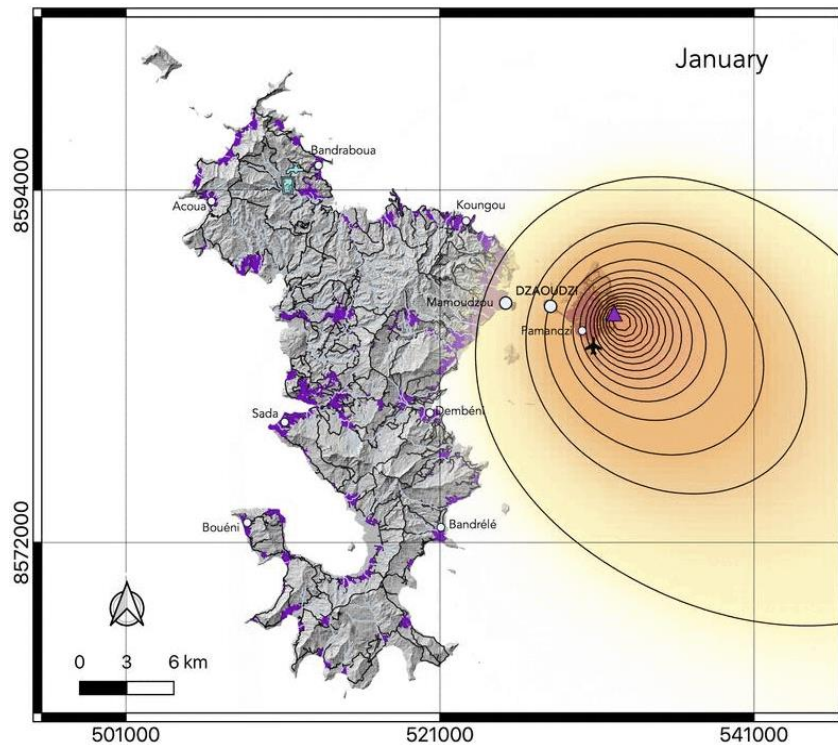 January
8594000
8572000
Bandraboua
Acoua
Koungou
Mamoudzou
DZAOUDZI
Pamandzi
Sada
Dembéni
Bouéni
Bandrélé
0 3 6 km
501000
521000
541000